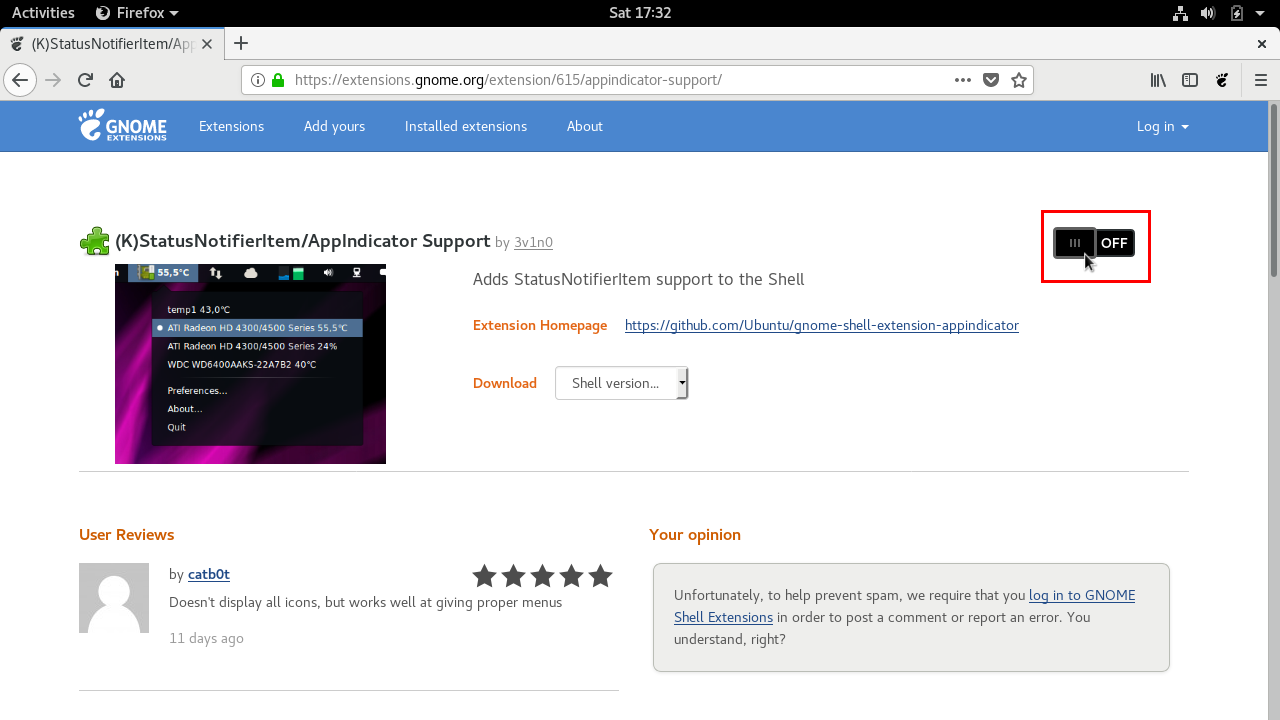 Activities Firefox Sat 17:32
(K)StatusNotifierItem/App
https://extensions.gnome.org/extension/615/appindicator-support/
GNOME EXTENSIONS Extensions Add yours Installed extensions About Log in
(K)StatusNotifierItem/AppIndicator Support by 3v1n0
OFF
55,5°C
temp1 43,0°C
ATI Radeon HD 4300/4500 Series 55,5°C
ATI Radeon HD 4300/4500 Series 24%
WDC WD6400AAKS-22A7B2 40°C
Preferences...
About...
Quit
Adds StatusNotifierItem support to the Shell
Extension Homepage https://github.com/Ubuntu/gnome-shell-extension-appindicator
Download Shell version...
User Reviews
by catb0t
Doesn't display all icons, but works well at giving proper menus
11 days ago
Your opinion
Unfortunately, to help prevent spam, we require that you log in to GNOME
Shell Extensions in order to post a comment or report an error. You
understand, right?